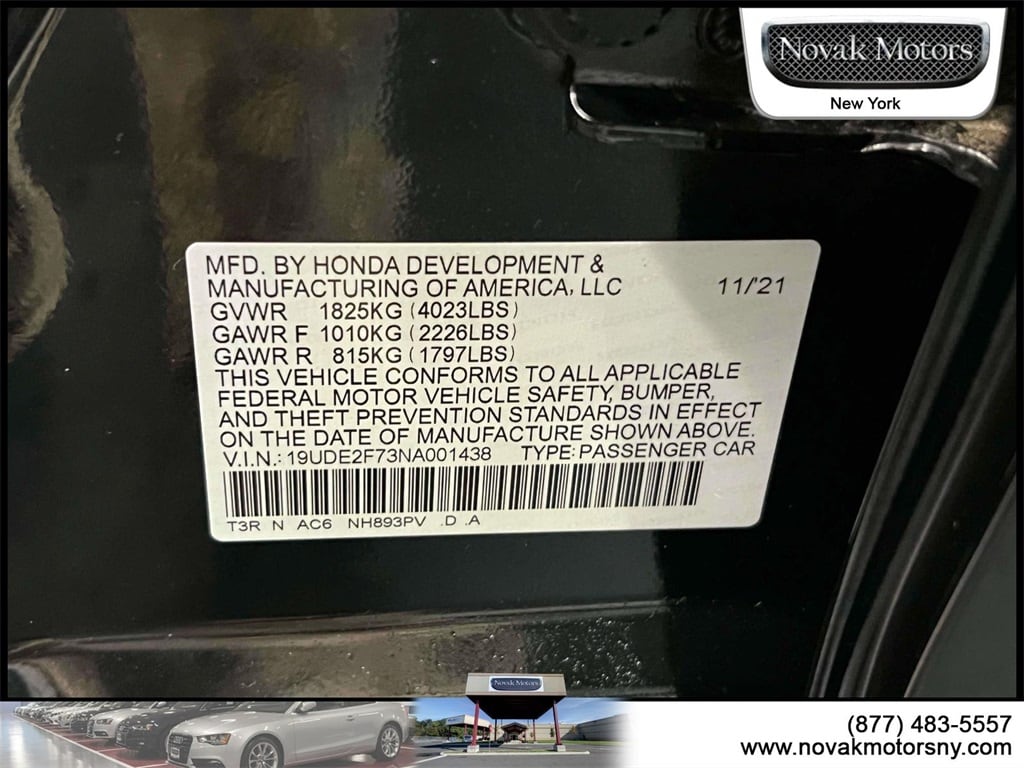 Novak Motors
New York
MFD. BY HONDA DEVELOPMENT &
MANUFACTURING OF AMERICA, LLC 11/'21
GVWR 1825KG (4023LBS)
GAWR F 1010KG (2226LBS)
GAWR R 815KG (1797LBS)
THIS VEHICLE CONFORMS TO ALL APPLICABLE
FEDERAL MOTOR VEHICLE SAFETY, BUMPER,
AND THEFT PREVENTION STANDARDS IN EFFECT
ON THE DATE OF MANUFACTURE SHOWN ABOVE.
V.I.N.: 19UDE2F73NA001438 TYPE: PASSENGER CAR
T3R N AC6 NH893PV .D .A
Novak Motors
(877) 483-5557
www.novakmotorsny.com